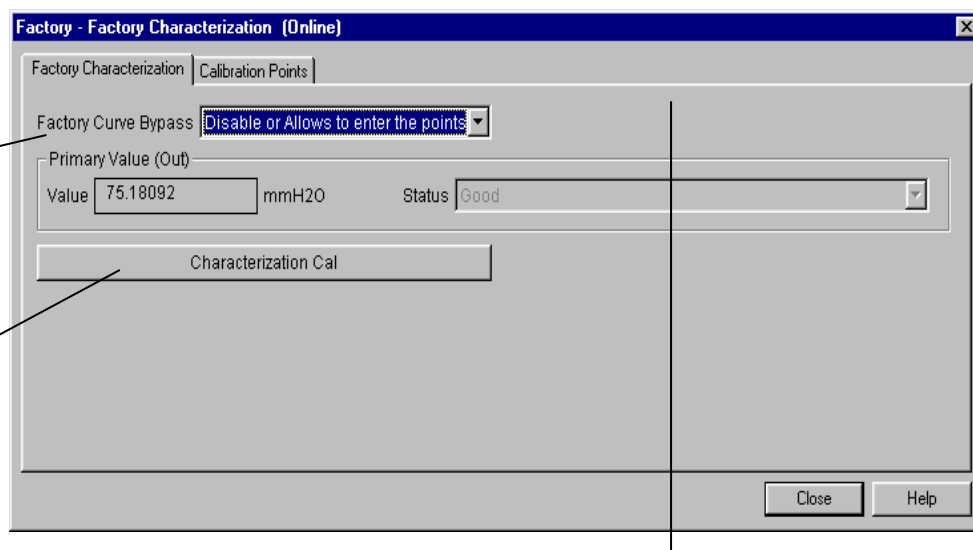 Factory - Factory Characterization (Online)
Factory Characterization
Calibration Points
Factory Curve Bypass Disable or Allows to enter the points
Primary Value (Out)
Value 75.18092 mmH2O Status Good
Characterization Cal
Close Help